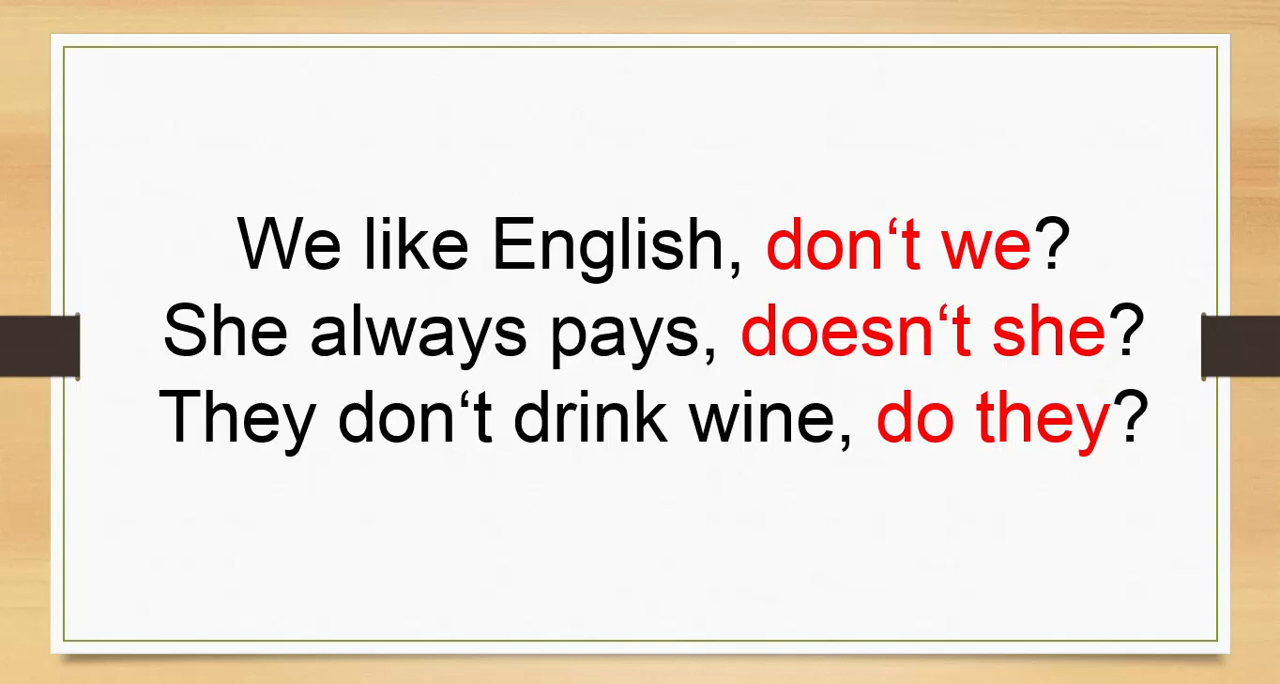 We like English, don‘t we?
She always pays, doesn‘t she?
They don‘t drink wine, do they?